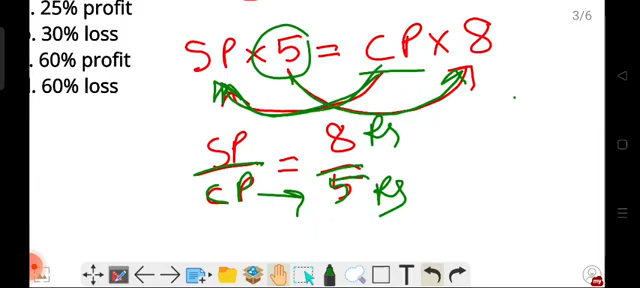 . 25% profit
. 30% loss
. 60% profit
. 60% loss
3/6
SP × 5 = CP × 8
SP/CP → = 8 Rs/5 Rs
T
my